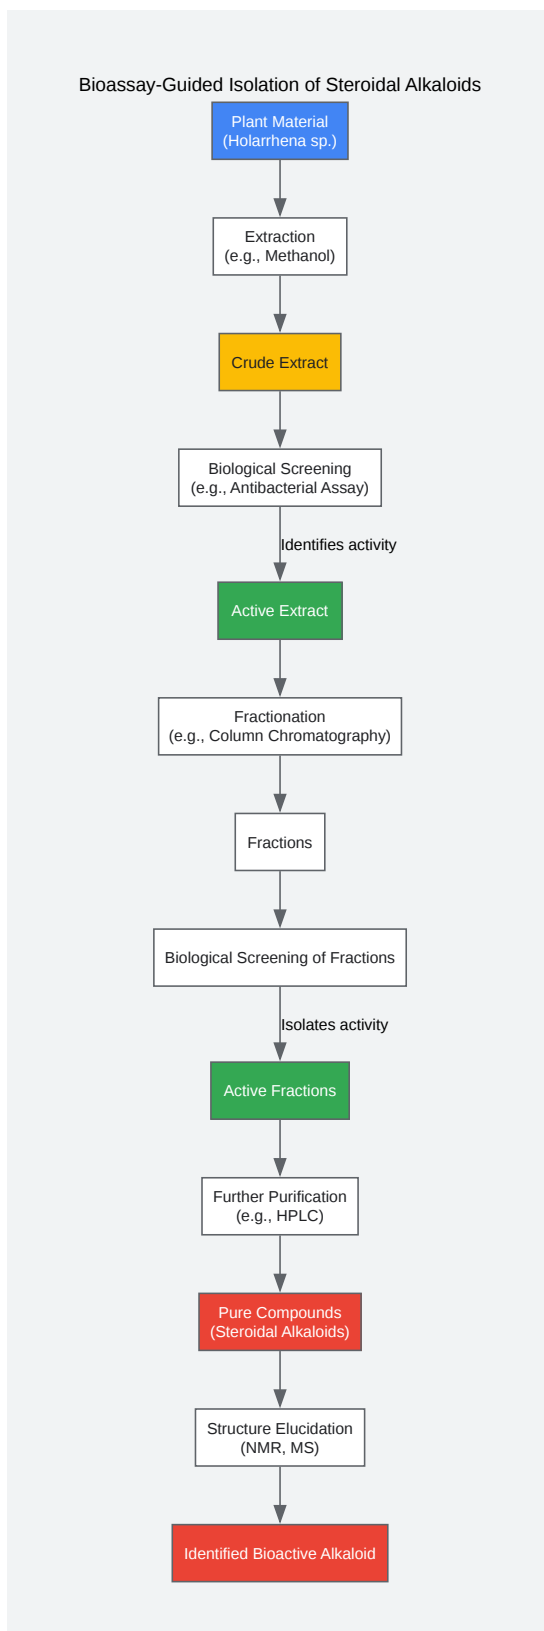 Bioassay-Guided Isolation of Steroidal Alkaloids
Plant Material
(Holarrhena sp.)
Extraction
(e.g., Methanol)
Crude Extract
Biological Screening
(e.g., Antibacterial Assay)
Identifies activity
Active Extract
Fractionation
(e.g., Column Chromatography)
Fractions
Biological Screening of Fractions
Isolates activity
Active Fractions
Further Purification
(e.g., HPLC)
Pure Compounds
(Steroidal Alkaloids)
Structure Elucidation
(NMR, MS)
Identified Bioactive Alkaloid